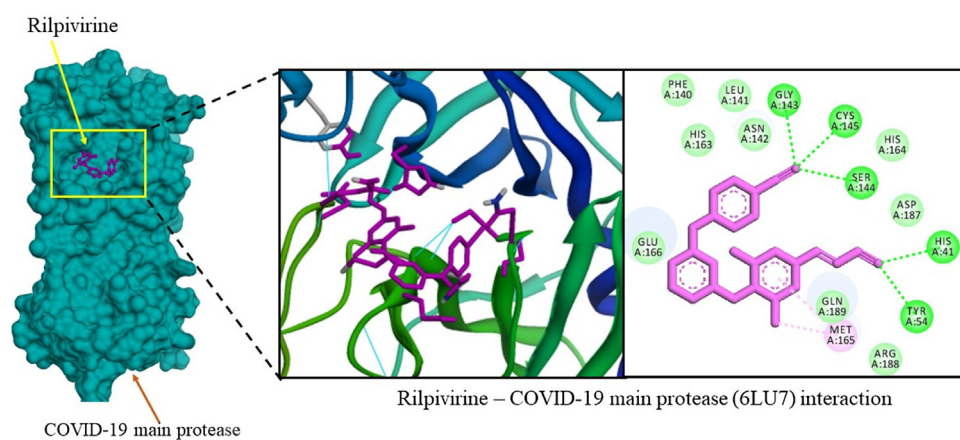 Rilpivirine
COVID-19 main protease
PHE
A:140
LEU
A:141
GLY
A:143
CYS
A:145
HIS
A:163
ASN
A:142
HIS
A:164
SER
A:144
ASP
A:187
GLU
A:166
HIS
A:41
GLN
A:189
TYR
A:54
MET
A:165
ARG
A:188
Rilpivirine – COVID-19 main protease (6LU7) interaction